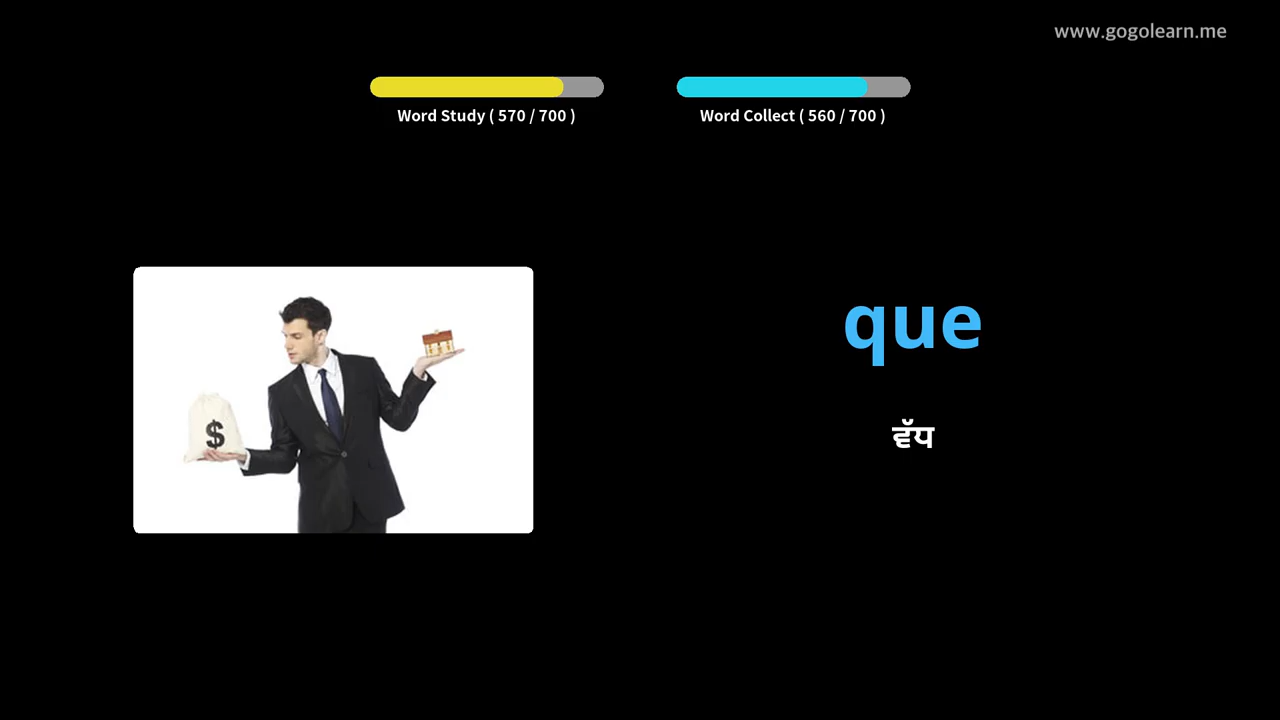 www.gogolearn.me
Word Study ( 570 / 700 )
Word Collect ( 560 / 700 )
$
que
ਵੱਧ